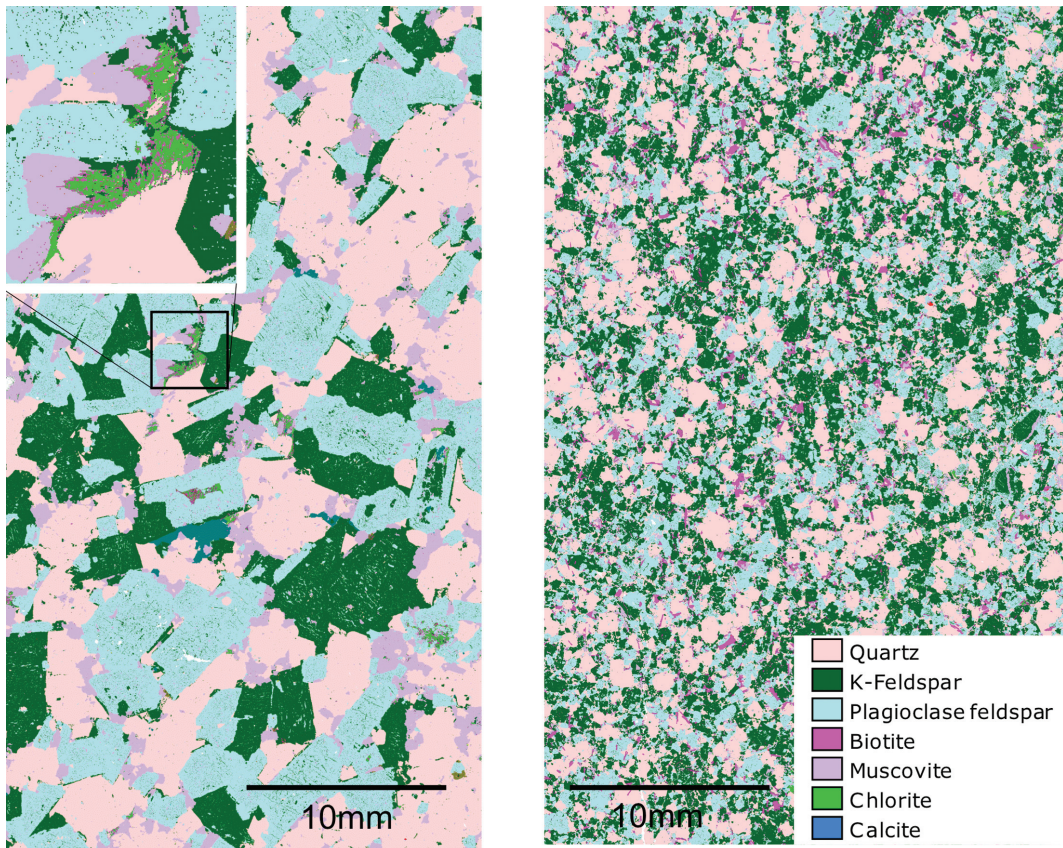 10mm
10mm
Quartz
K-Feldspar
Plagioclase feldspar
Biotite
Muscovite
Chlorite
Calcite